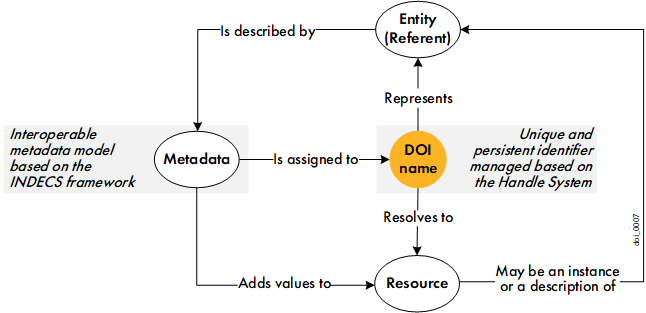 Entity
(Referent)
Is described by
Represents
Interoperable
metadata model
based on the
INDECS framework
Metadata
Is assigned to
DOI
name
Unique and
persistent identifier
managed based on
the Handle System
Resolves to
doi_0007
Adds values to
Resource
May be an instance
or a description of